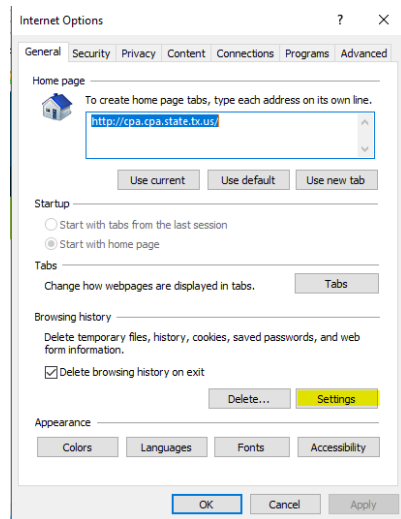 Internet Options ? ×
General Security Privacy Content Connections Programs Advanced
Home page
To create home page tabs, type each address on its own line.
http://cpa.cpa.state.tx.us/
Use current Use default Use new tab
Startup
Start with tabs from the last session
Start with home page
Tabs
Change how webpages are displayed in tabs. Tabs
Browsing history
Delete temporary files, history, cookies, saved passwords, and web
form information.
Delete browsing history on exit
Delete... Settings
Appearance
Colors Languages Fonts Accessibility
OK Cancel Apply